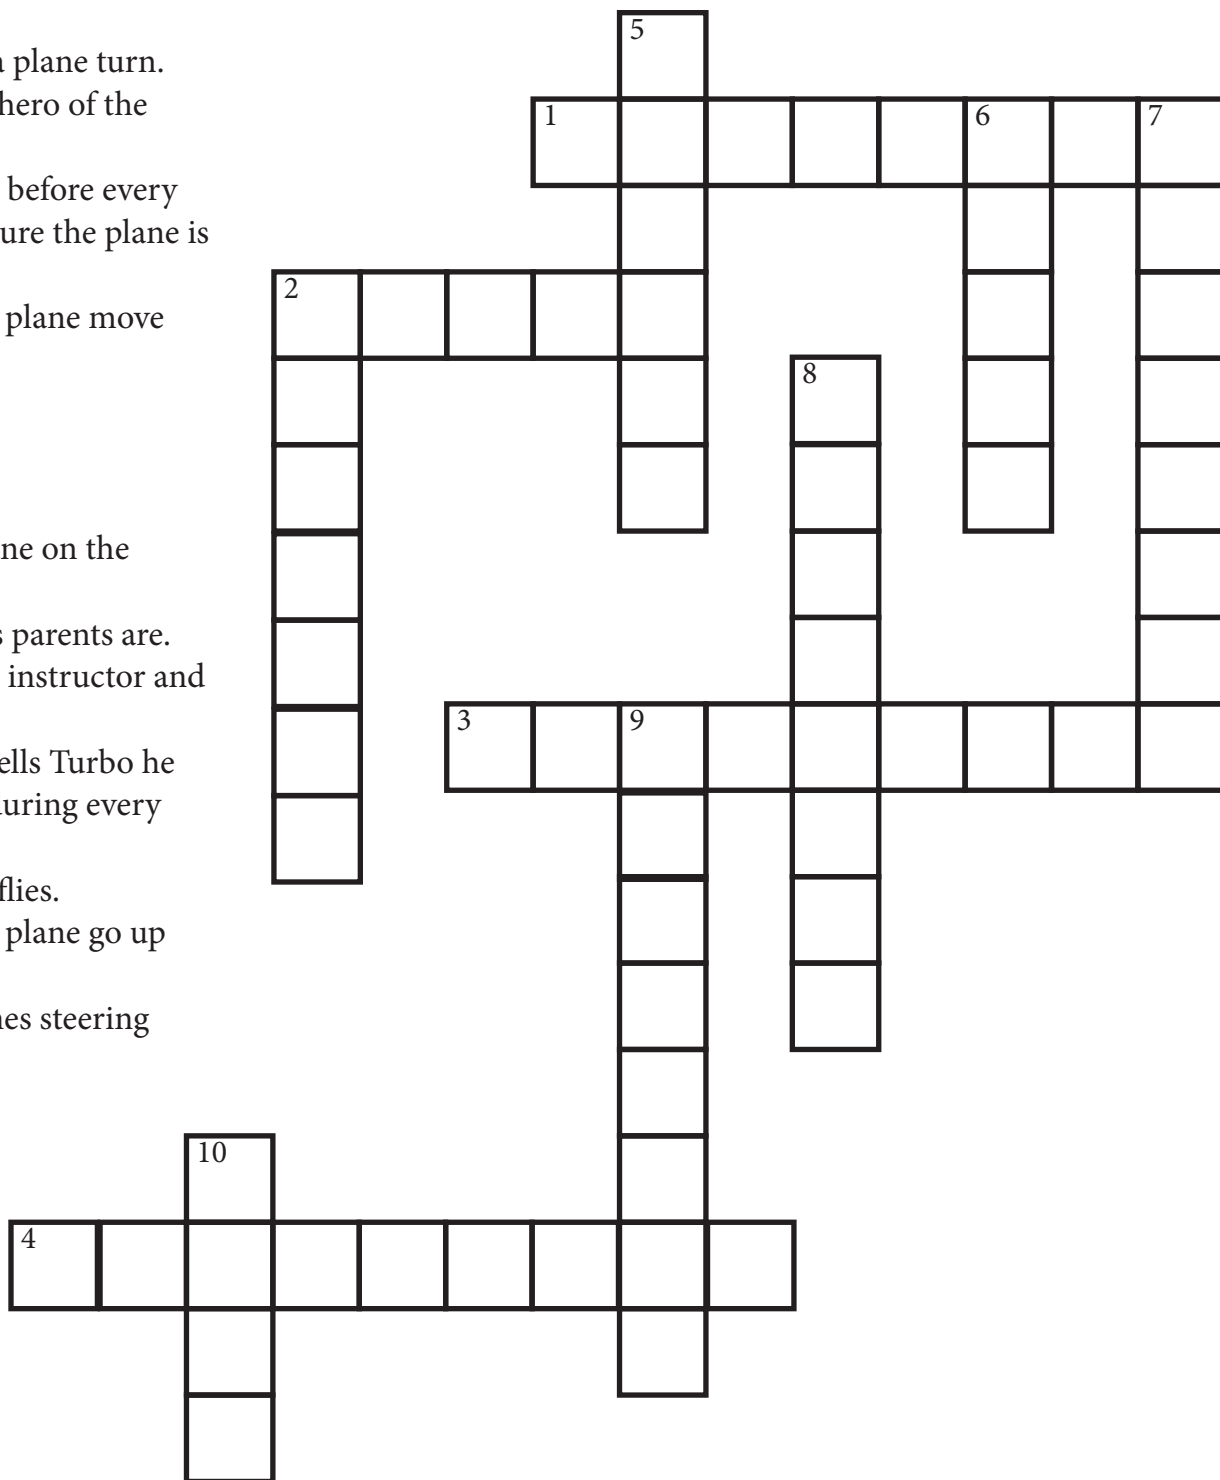 a plane turn.
hero of the
before every
ure the plane is
plane move
ne on the
s parents are.
instructor and
ells Turbo he
during every
flies.
plane go up
nes steering
5
1 6 7
2
8
3 9
10
4